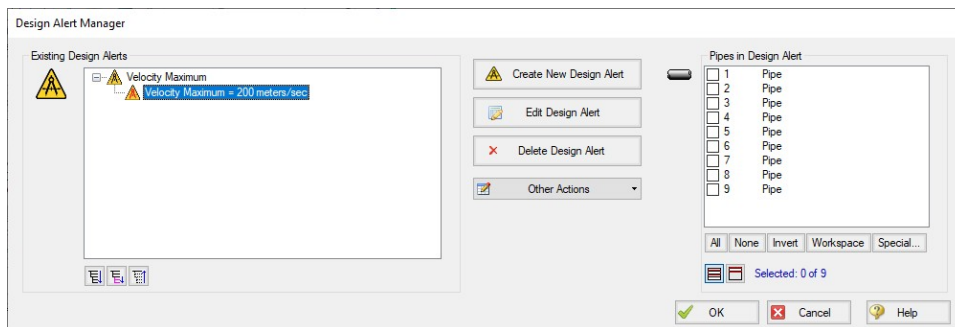 Design Alert Manager
Existing Design Alerts
Velocity Maximum
Velocity Maximum = 200 meters/sec
Create New Design Alert
Edit Design Alert
Delete Design Alert
Other Actions
Pipes in Design Alert
1 Pipe
2 Pipe
3 Pipe
4 Pipe
5 Pipe
6 Pipe
7 Pipe
8 Pipe
9 Pipe
All None Invert Workspace Special...
Selected: 0 of 9
OK Cancel Help